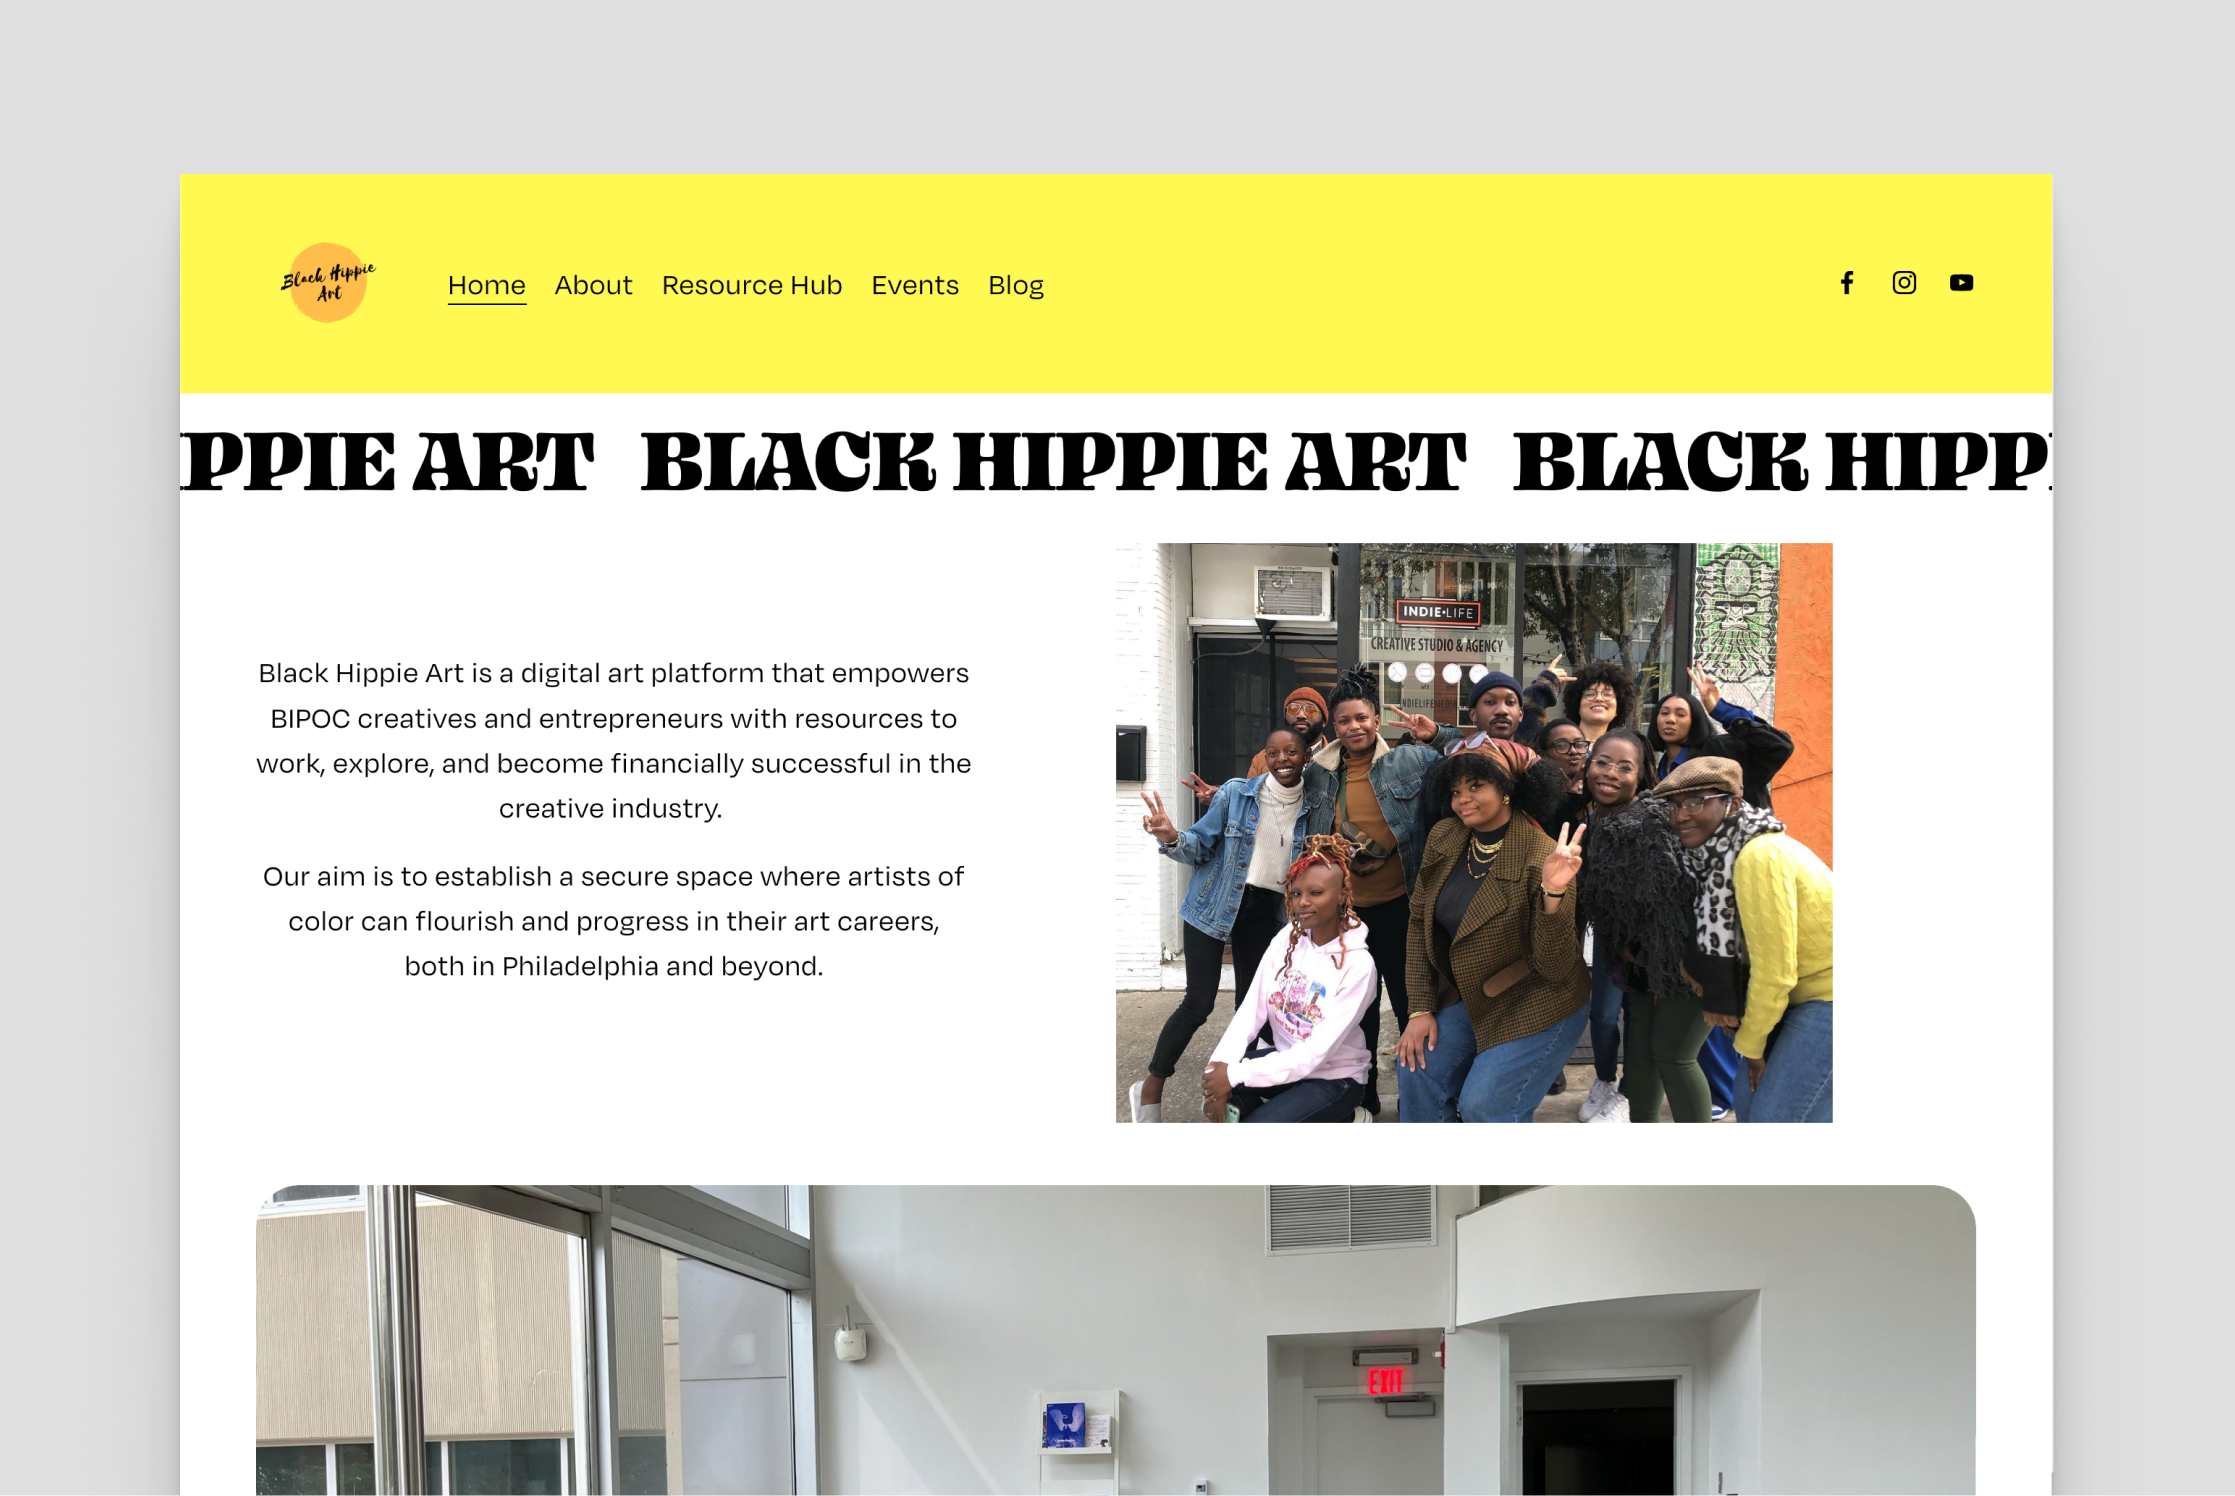 Black Hippie
Art
Home About Resource Hub Events Blog
IPPIE ART BLACK HIPPIE ART BLACK HIPP
Black Hippie Art is a digital art platform that empowers
BIPOC creatives and entrepreneurs with resources to
work, explore, and become financially successful in the
creative industry.
Our aim is to establish a secure space where artists of
color can flourish and progress in their art careers,
both in Philadelphia and beyond.
INDIE•LIFE
CREATIVE STUDIO & AGENCY
EXIT